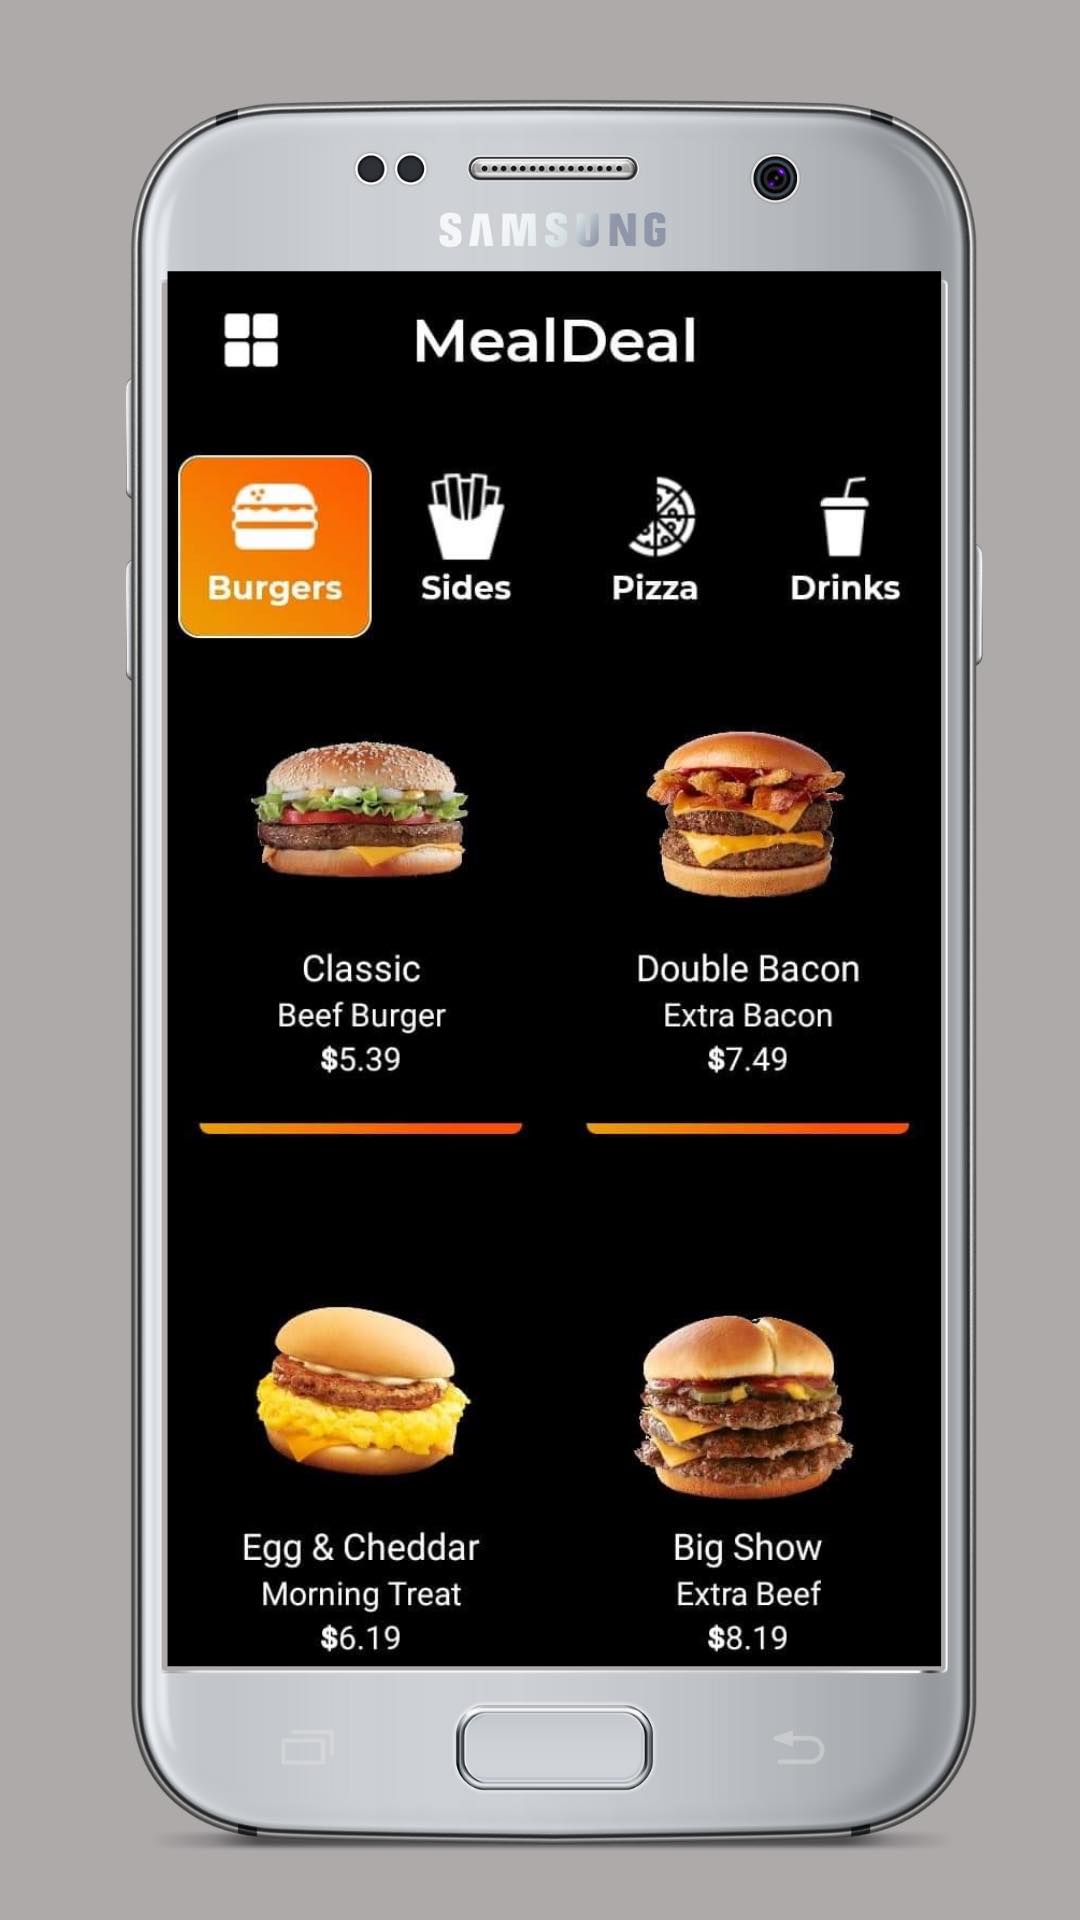 SAMSUNG
MealDeal
Burgers
Sides
Pizza
Drinks
Classic
Beef Burger
$5.39
Double Bacon
Extra Bacon
$7.49
Egg & Cheddar
Morning Treat
$6.19
Big Show
Extra Beef
$8.19